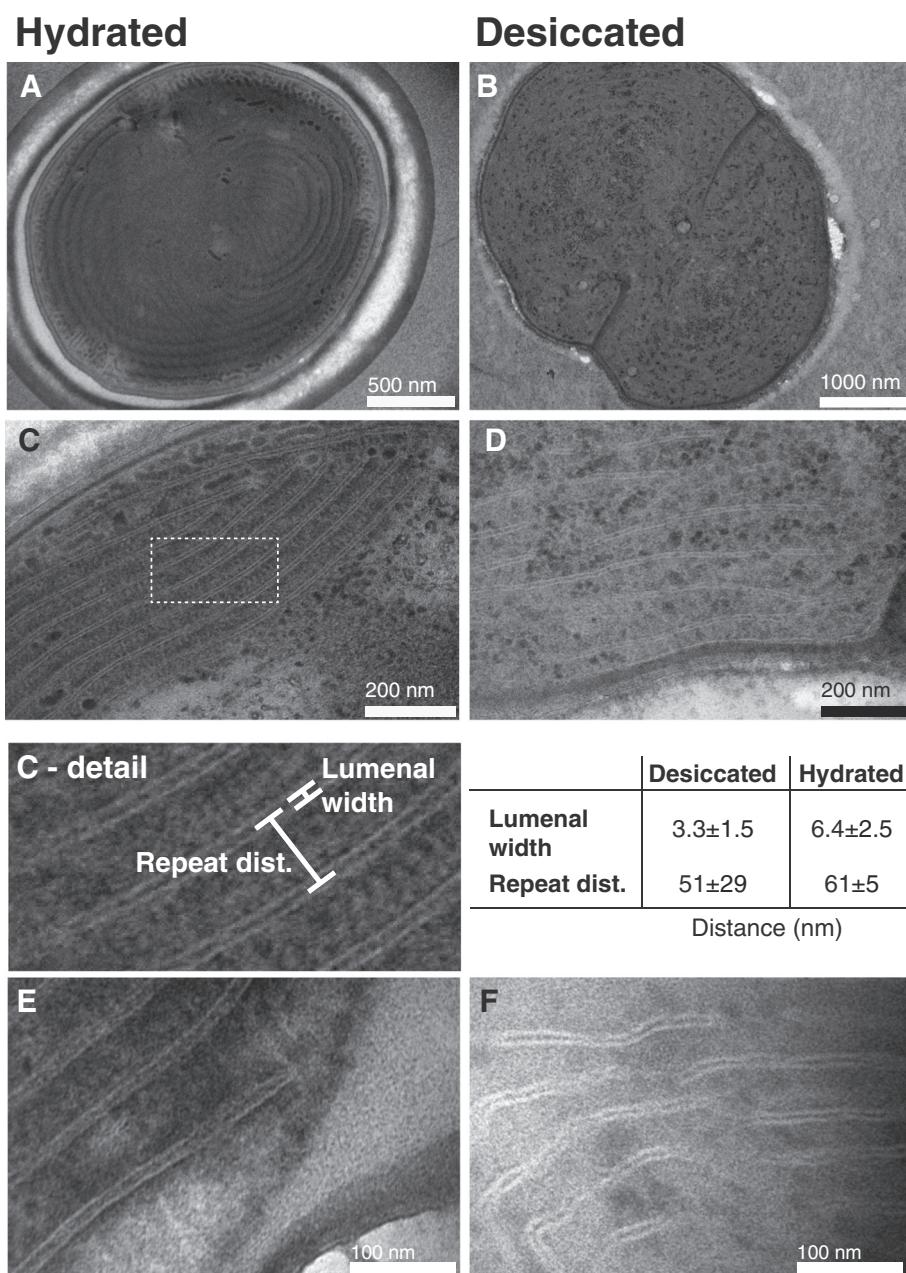 Hydrated
Desiccated
A
500 nm
B
1000 nm
C
200 nm
D
200 nm
C - detail
Lumenal
width
Repeat dist.
Desiccated Hydrated
Lumenal
width
3.3±1.5 6.4±2.5
Repeat dist. 51±29 61±5
Distance (nm)
E
100 nm
F
100 nm